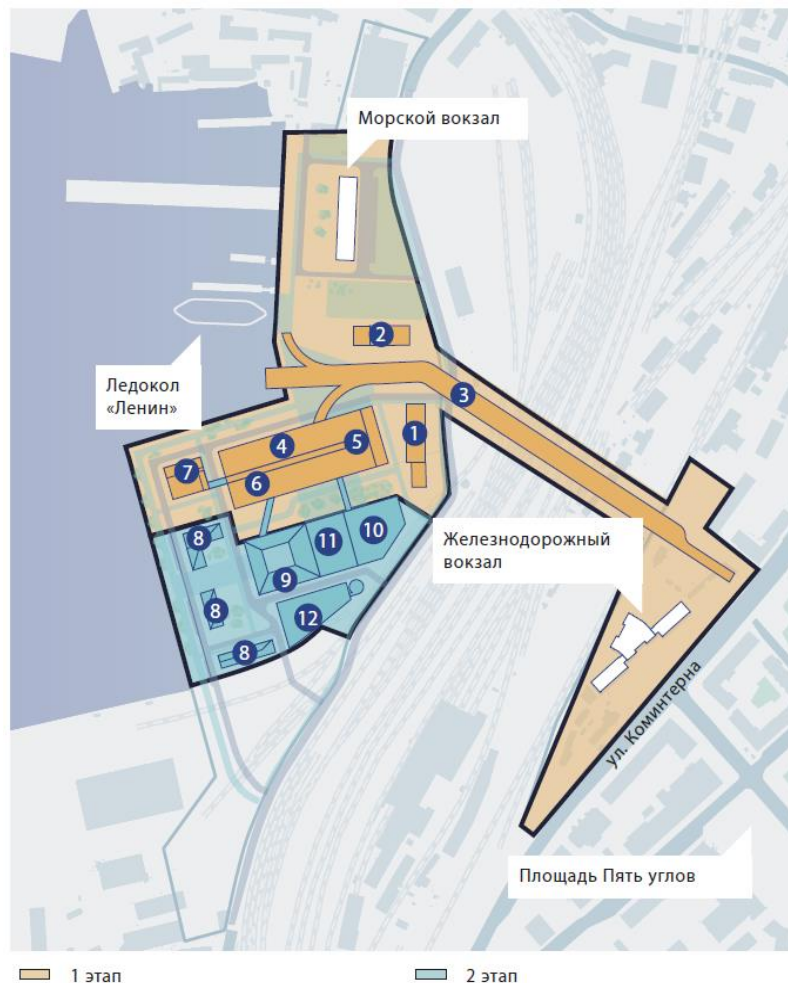 Морской вокзал
2
Ледокол
«Ленин»
3
1
4
5
6
7
Железнодорожный
вокзал
8
11
10
9
8
12
8
ул. Коминтерна
Площадь Пять углов
1 этап
2 этап